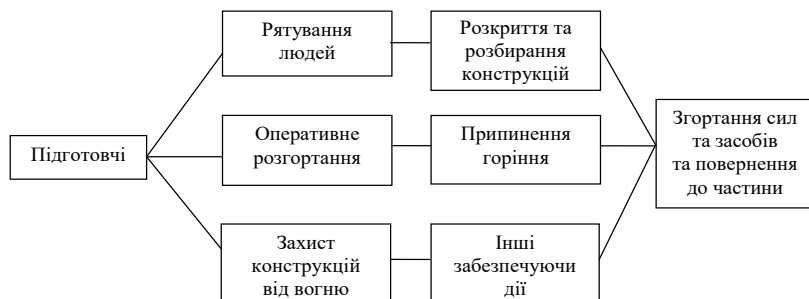 Підготовчі
Рятування
людей
Розкриття та
розбирання
конструкцій
Оперативне
розгортання
Припинення
горіння
Захист
конструкцій
від вогню
Інші
забезпечуючи
дії
Згортання сил
та засобів
та повернення
до частини